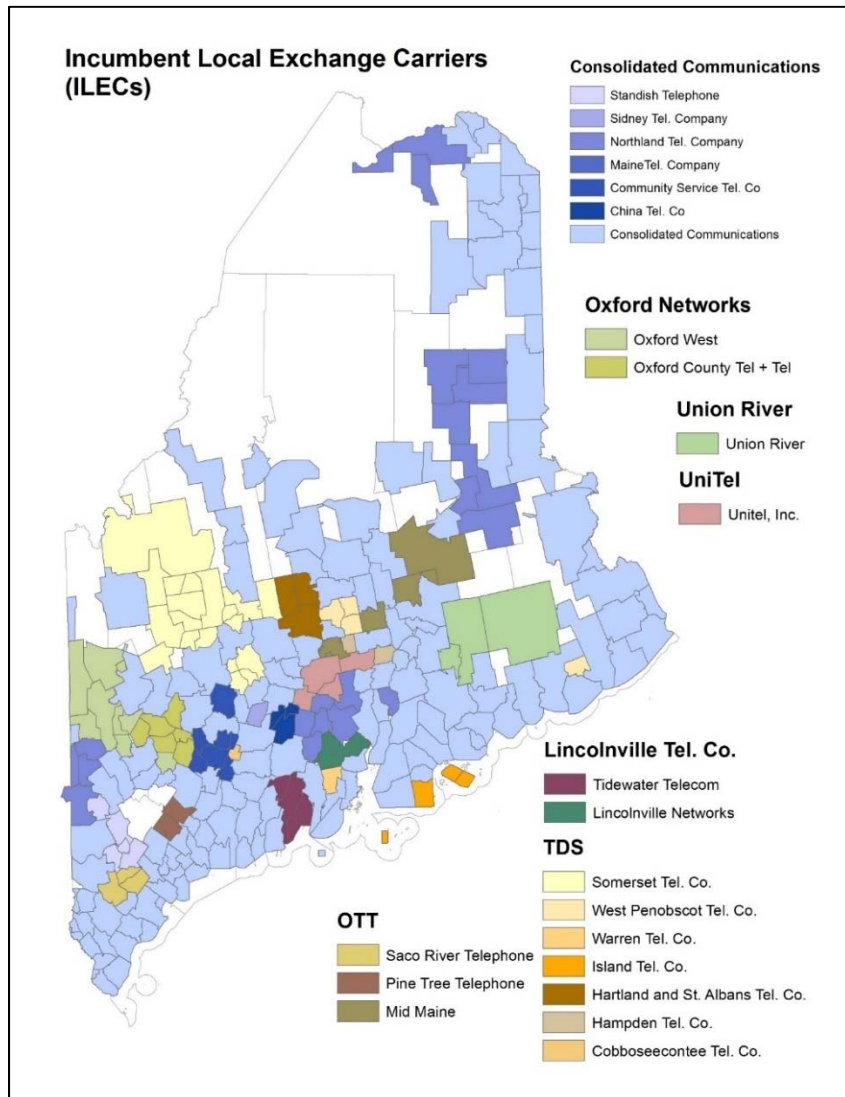 Incumbent Local Exchange Carriers
(ILECs)
Consolidated Communications
Standish Telephone
Sidney Tel. Company
Northland Tel. Company
MaineTel. Company
Community Service Tel. Co
China Tel. Co
Consolidated Communications
Oxford Networks
Oxford West
Oxford County Tel + Tel
Union River
Union River
UniTel
Unitel, Inc.
Lincolnville Tel. Co.
Tidewater Telecom
Lincolnville Networks
TDS
Somerset Tel. Co.
West Penobscot Tel. Co.
Warren Tel. Co.
Island Tel. Co.
Hartland and St. Albans Tel. Co.
Hampden Tel. Co.
Cobboseecontee Tel. Co.
OTT
Saco River Telephone
Pine Tree Telephone
Mid Maine